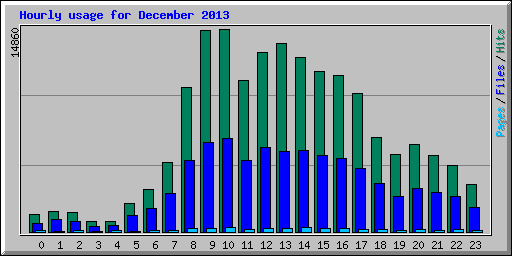 Hourly usage for December 2013
14860
Pages / Files / Hits
0 1 2 3 4 5 6 7 8 9 10 11 12 13 14 15 16 17 18 19 20 21 22 23